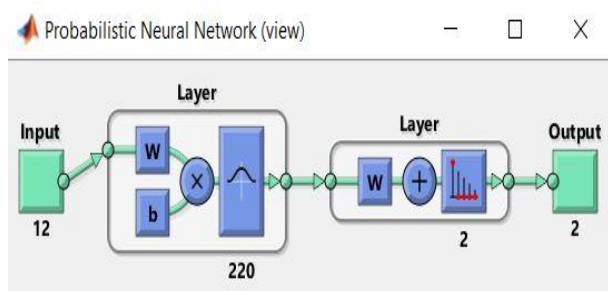 Probabilistic Neural Network (view)
Layer
Input
W
b
12
220
Layer
W
2
Output
2